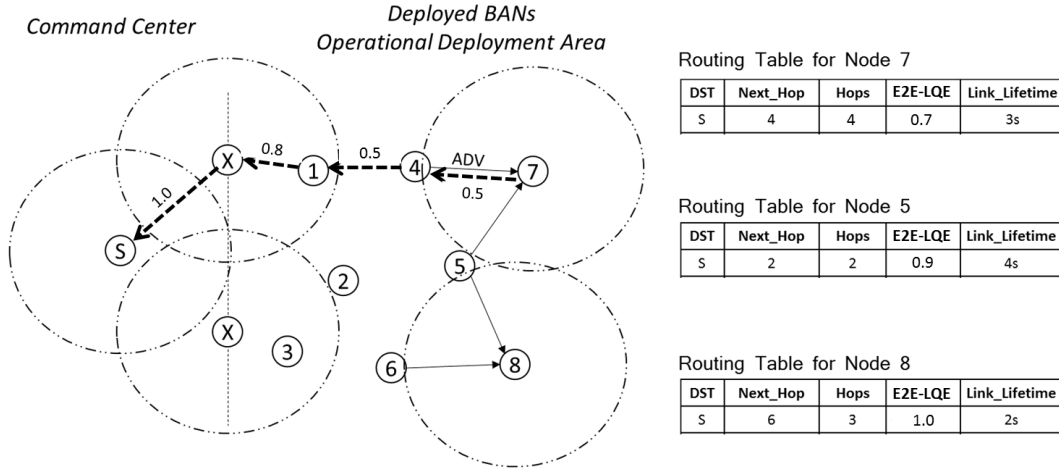 Command Center
Deployed BANs
Operational Deployment Area
X
0.8
1
0.5
4
ADV
0.5
7
1.0
S
5
2
X
3
6
8
Routing Table for Node 7
DST Next_Hop Hops E2E-LQE Link_Lifetime
S 4 4 0.7 3s
Routing Table for Node 5
DST Next_Hop Hops E2E-LQE Link_Lifetime
S 2 2 0.9 4s
Routing Table for Node 8
DST Next_Hop Hops E2E-LQE Link_Lifetime
S 6 3 1.0 2s